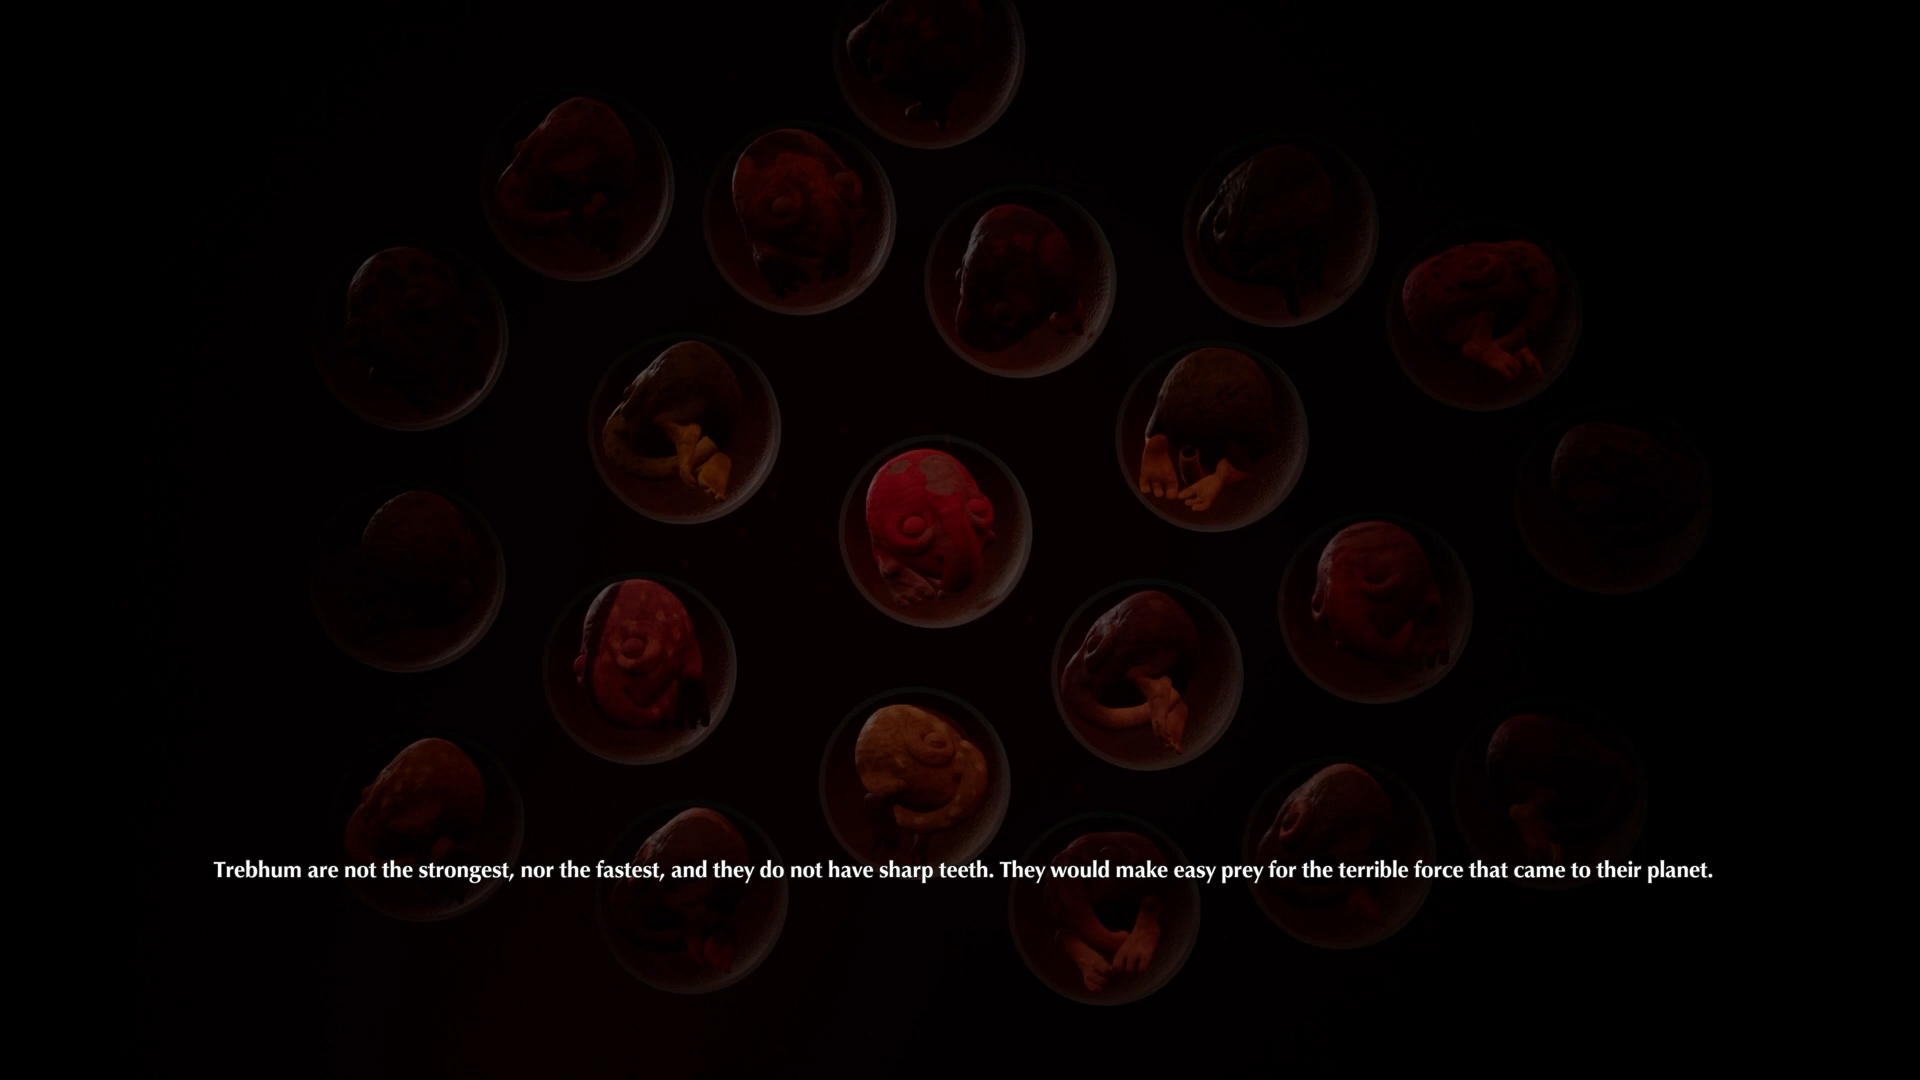 Trebhum are not the strongest, nor the fastest, and they do not have sharp teeth. They would make easy prey for the terrible force that came to their planet.